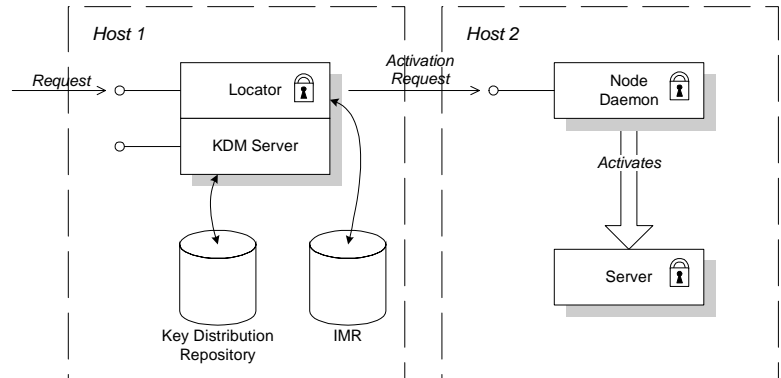 Host 1
Host 2
Request
Locator
Activation
Request
Node
Daemon
KDM Server
Activates
Server
Key Distribution
Repository
IMR